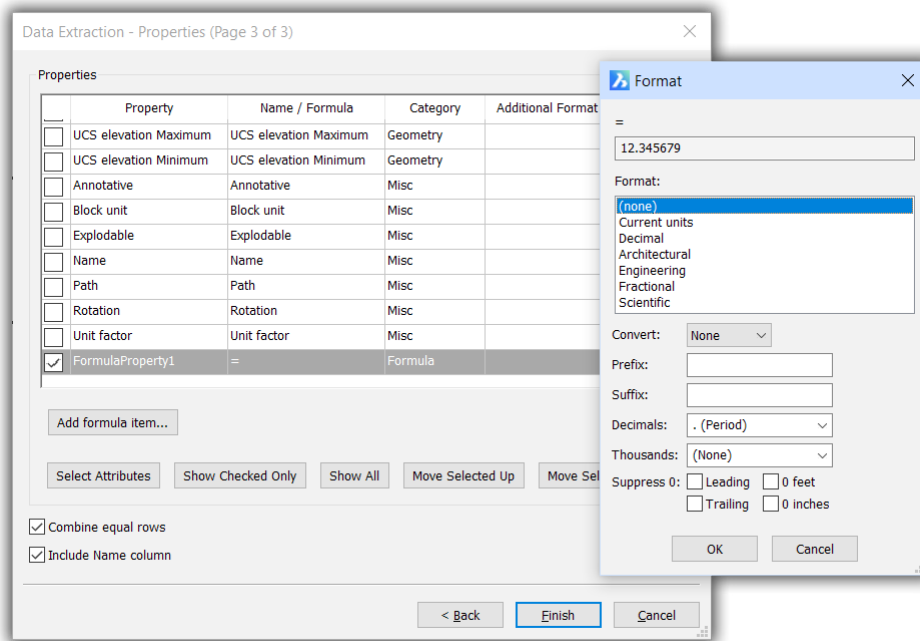 Data Extraction - Properties (Page 3 of 3)
Properties
Property Name / Formula Category Additional Format
UCS elevation Maximum UCS elevation Maximum Geometry
UCS elevation Minimum UCS elevation Minimum Geometry
Annotative Annotative Misc
Block unit Block unit Misc
Explodable Explodable Misc
Name Name Misc
Path Path Misc
Rotation Rotation Misc
Unit factor Unit factor Misc
FormulaProperty1 = Formula
Add formula item...
Select Attributes Show Checked Only Show All Move Selected Up Move Sel
Combine equal rows
Include Name column
< Back Finish Cancel
Format
=
12.345679
Format:
(none)
Current units
Decimal
Architectural
Engineering
Fractional
Scientific
Convert: None
Prefix:
Suffix:
Decimals: . (Period)
Thousands: (None)
Suppress 0: Leading 0 feet
Trailing 0 inches
OK Cancel